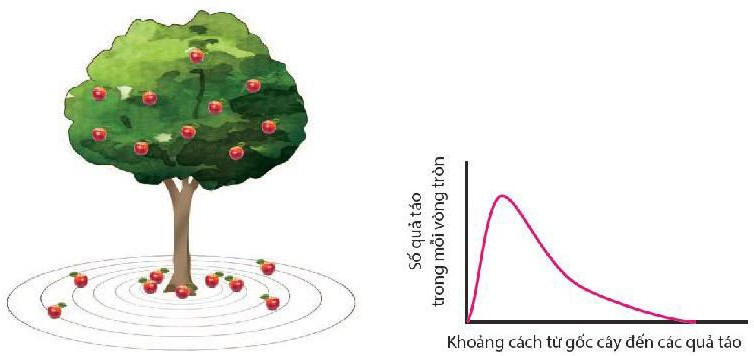 Số quả táo
trong mỗi vòng tròn
Khoảng cách từ gốc cây đến các quả táo